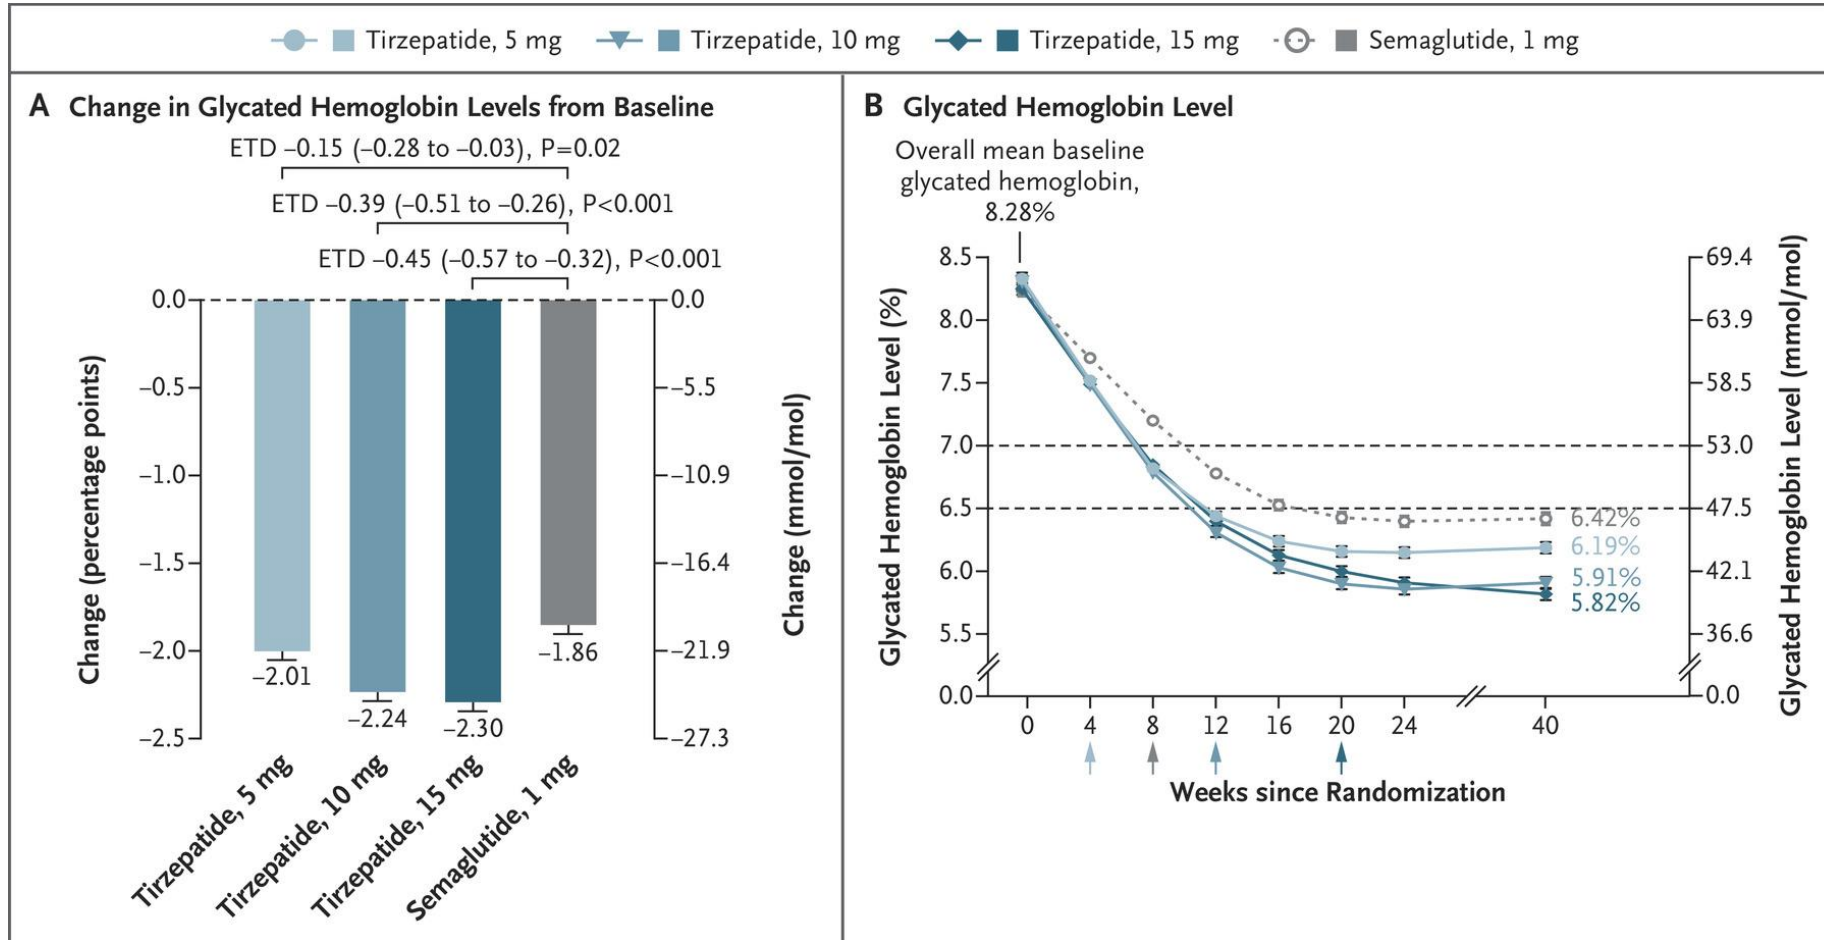 Tirzepatide, 5 mg Tirzepatide, 10 mg Tirzepatide, 15 mg Semaglutide, 1 mg
A Change in Glycated Hemoglobin Levels from Baseline
ETD –0.15 (–0.28 to –0.03), P=0.02
ETD –0.39 (–0.51 to –0.26), P<0.001
ETD –0.45 (–0.57 to –0.32), P<0.001
Change (percentage points)
0.0
–0.5
–1.0
–1.5
–2.0
–2.5
–2.01
–2.24
–2.30
–1.86
0.0
–5.5
–10.9
–16.4
–21.9
–27.3
Change (mmol/mol)
Tirzepatide, 5 mg
Tirzepatide, 10 mg
Tirzepatide, 15 mg
Semaglutide, 1 mg
B Glycated Hemoglobin Level
Overall mean baseline
glycated hemoglobin,
8.28%
Glycated Hemoglobin Level (%)
8.5
8.0
7.5
7.0
6.5
6.0
5.5
0.0
6.42%
6.19%
5.91%
5.82%
69.4
63.9
58.5
53.0
47.5
42.1
36.6
0.0
Glycated Hemoglobin Level (mmol/mol)
0 4 8 12 16 20 24 40
Weeks since Randomization